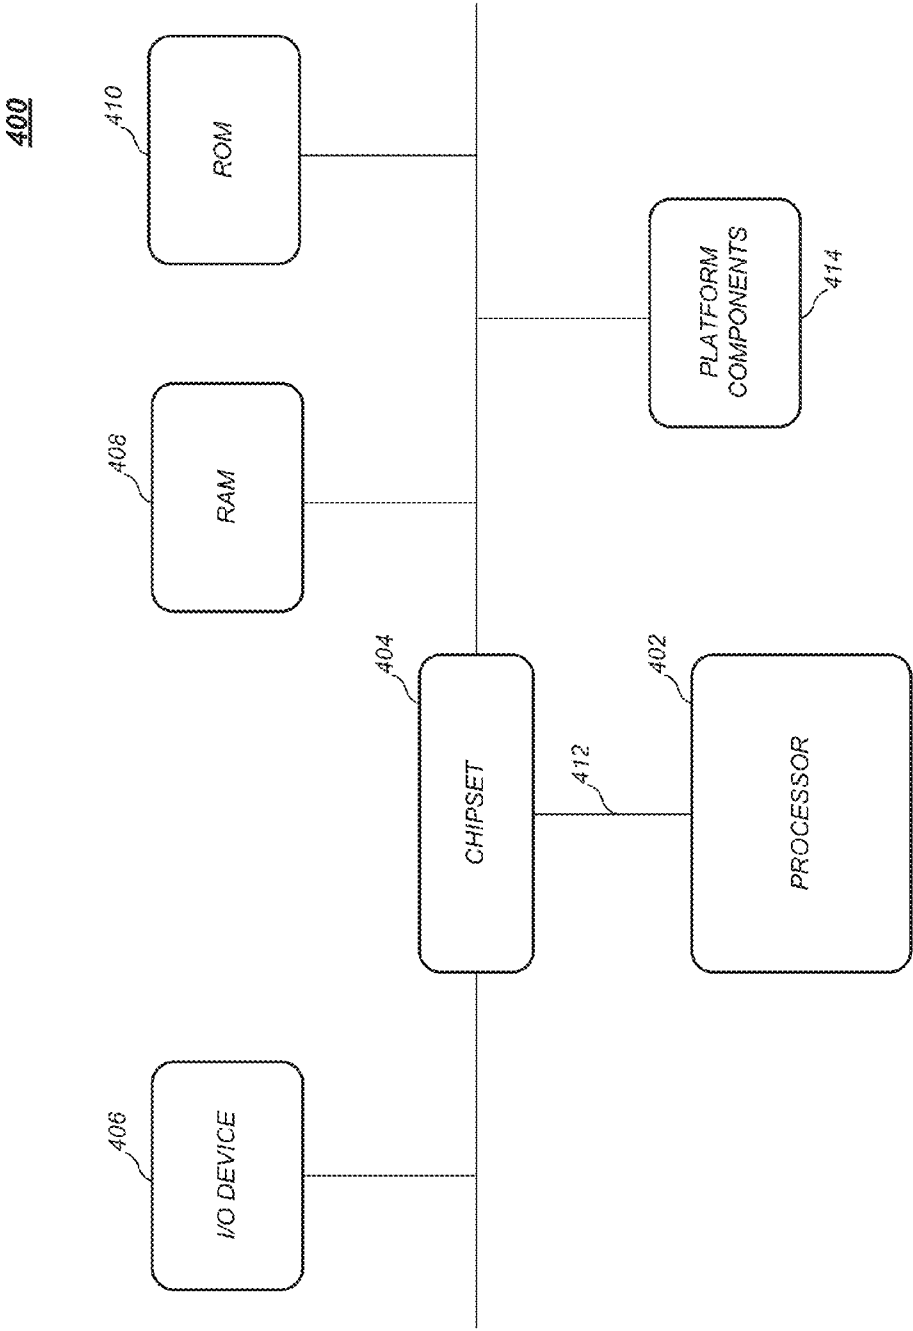 400
406
408
410
I/O DEVICE
RAM
ROM
404
CHIPSET
412
402
PLATFORM
COMPONENTS
414
PROCESSOR